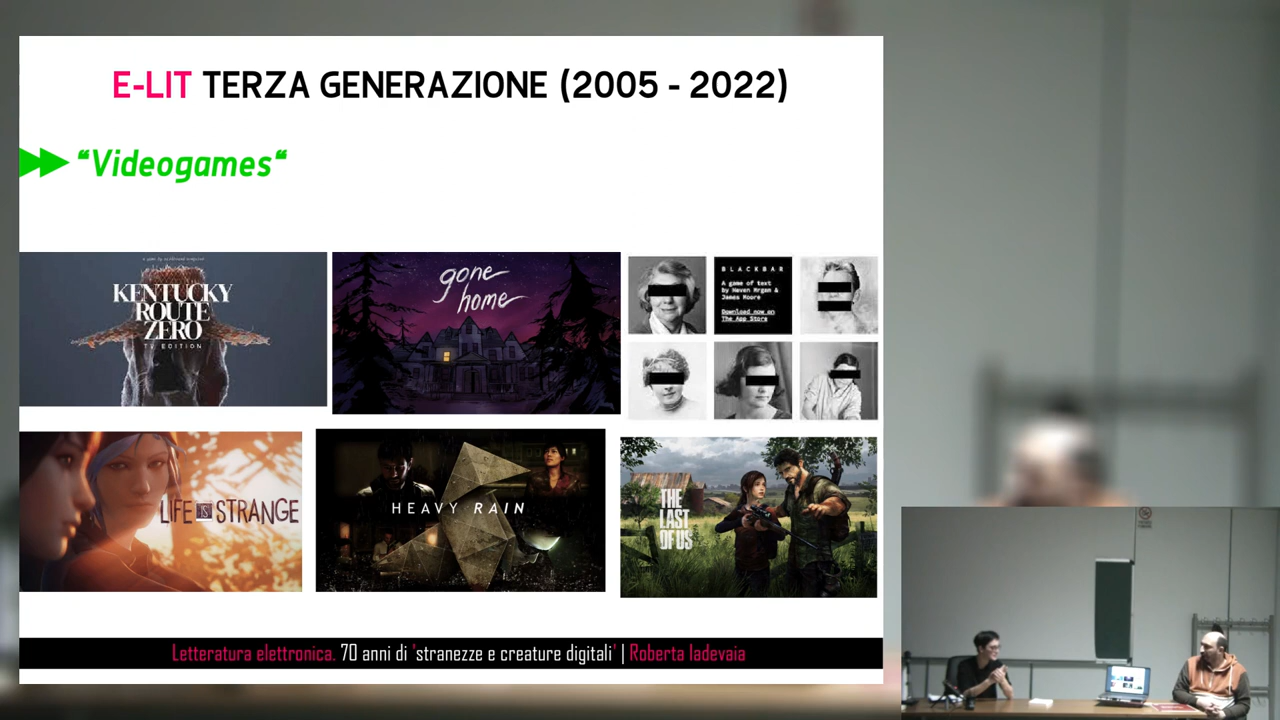 E-LIT TERZA GENERAZIONE (2005 - 2022)
“Videogames“
KENTUCKY
ROUTE
ZERO
TV EDITION
gone
home
BLACKBAR
A game of text
by Neven Mrgan &
James Moore
Download now on
The App Store
LIFE IS STRANGE
HEAVY RAIN
THE
LAST
OF US
Letteratura elettronica. 70 anni di 'stranezze e creature digitali' | Roberta Iadevaia